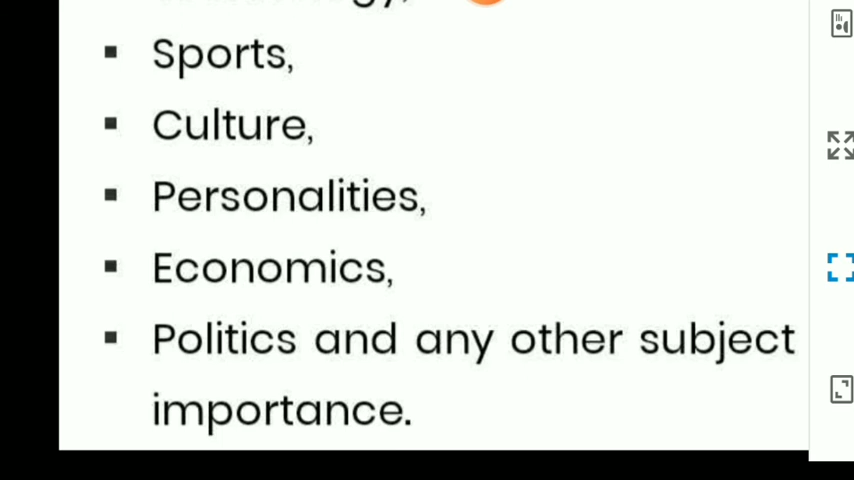 ▪ Sports,
▪ Culture,
▪ Personalities,
▪ Economics,
▪ Politics and any other subject
importance.